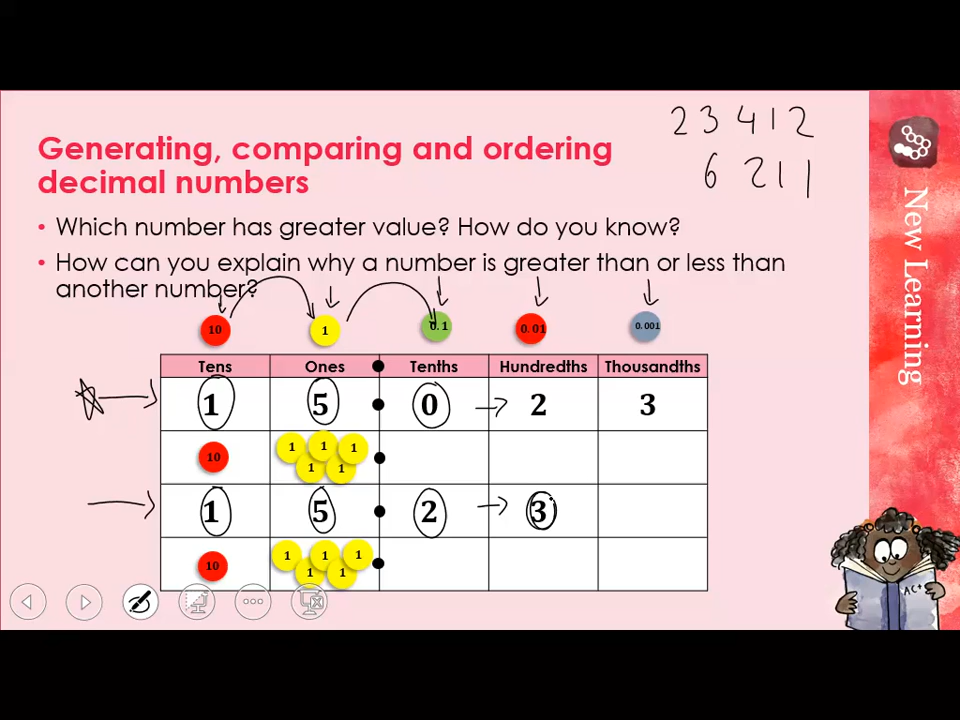 23412
6211
Generating, comparing and ordering
decimal numbers
• Which number has greater value? How do you know?
• How can you explain why a number is greater than or less than
another number?
10 1 0.1 0.01 0.001
Tens Ones Tenths Hundredths Thousandths
1 5 0 2 3
10 1 1 1 1 1
1 5 2 3
10 1 1 1 1 1
New Learning
AC+